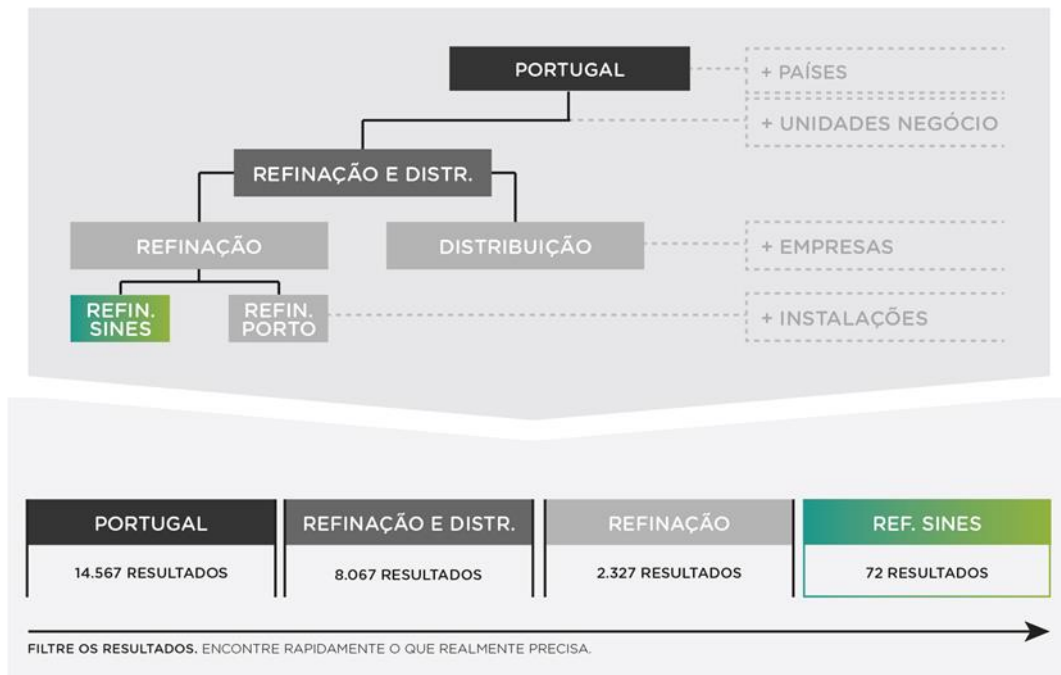 PORTUGAL
+ PAÍSES
+ UNIDADES NEGÓCIO
REFINAÇÃO E DISTR.
REFINAÇÃO
DISTRIBUIÇÃO
+ EMPRESAS
REFIN.
SINES
REFIN.
PORTO
+ INSTALAÇÕES
PORTUGAL
14.567 RESULTADOS
REFINAÇÃO E DISTR.
8.067 RESULTADOS
REFINAÇÃO
2.327 RESULTADOS
REF. SINES
72 RESULTADOS
FILTRE OS RESULTADOS. ENCONTRE RAPIDAMENTE O QUE REALMENTE PRECISA.